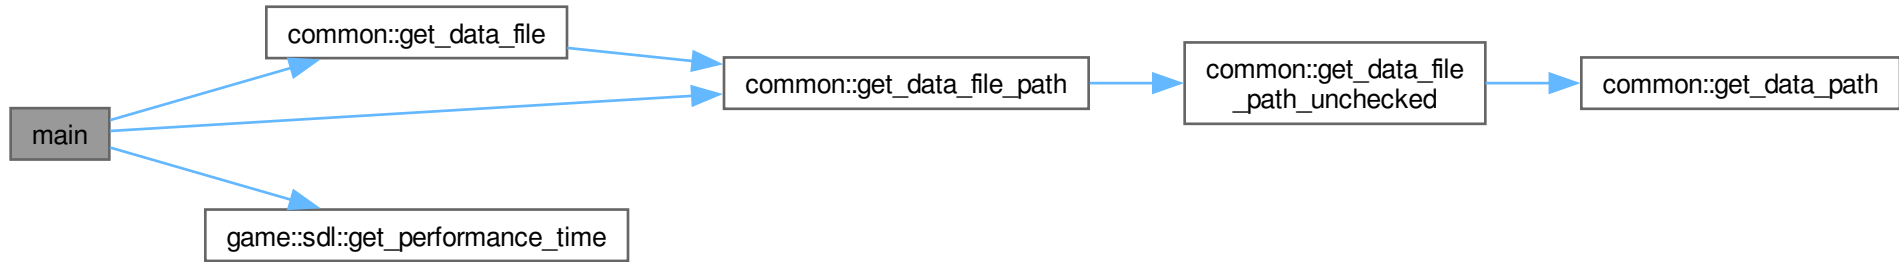 main
common::get_data_file
game::sdl::get_performance_time
common::get_data_file_path
common::get_data_file
_path_unchecked
common::get_data_path